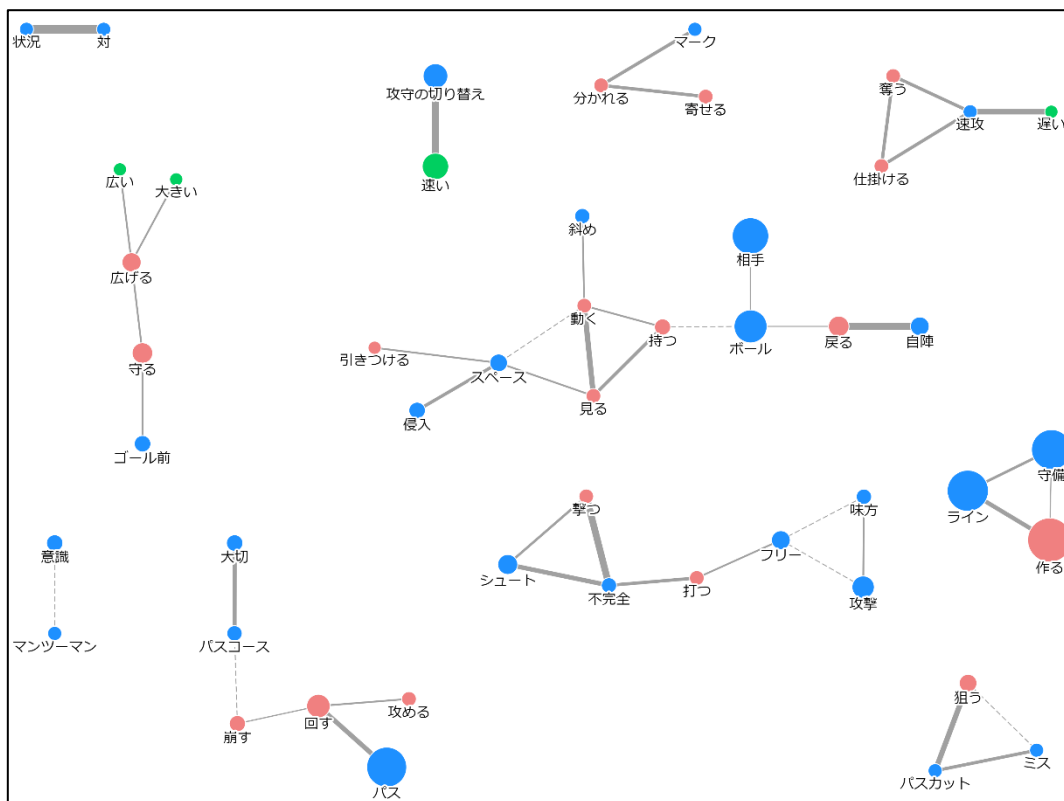 状況
対
マーク
攻守の切り替え
分かれる
寄せる
奪う
速攻
遅い
仕掛ける
速い
広い
大きい
広げる
斜め
相手
動く
持つ
ボール
戻る
自陣
守る
引きつける
スペース
見る
侵入
ゴール前
守備
ライン
作る
撃つ
味方
シュート
不完全
打つ
フリー
攻撃
意識
大切
マンツーマン
パスコース
崩す
回す
攻める
パス
狙う
パスカット
ミス